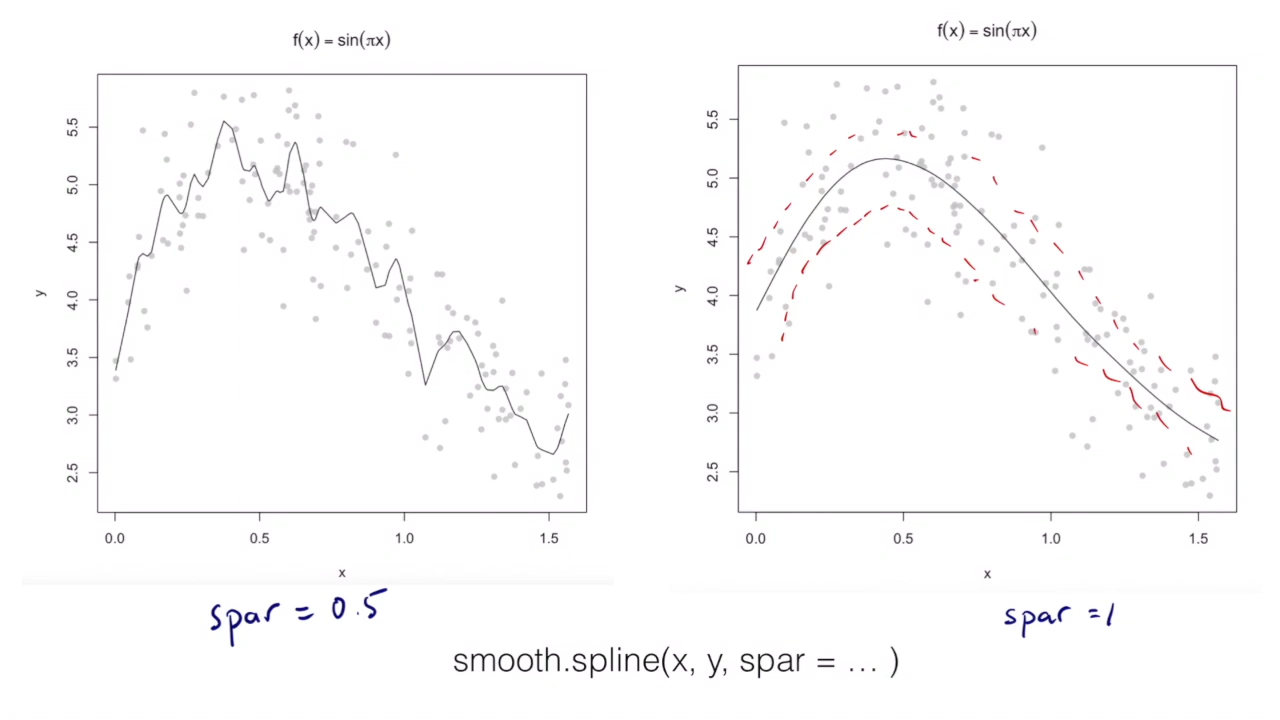 f(x) = sin(πx)
y
5.5
5.0
4.5
4.0
3.5
3.0
2.5
0.0 0.5 1.0 1.5
x
spar = 0.5
f(x) = sin(πx)
y
5.5
5.0
4.5
4.0
3.5
3.0
2.5
0.0 0.5 1.0 1.5
x
spar = 1
smooth.spline(x, y, spar = … )